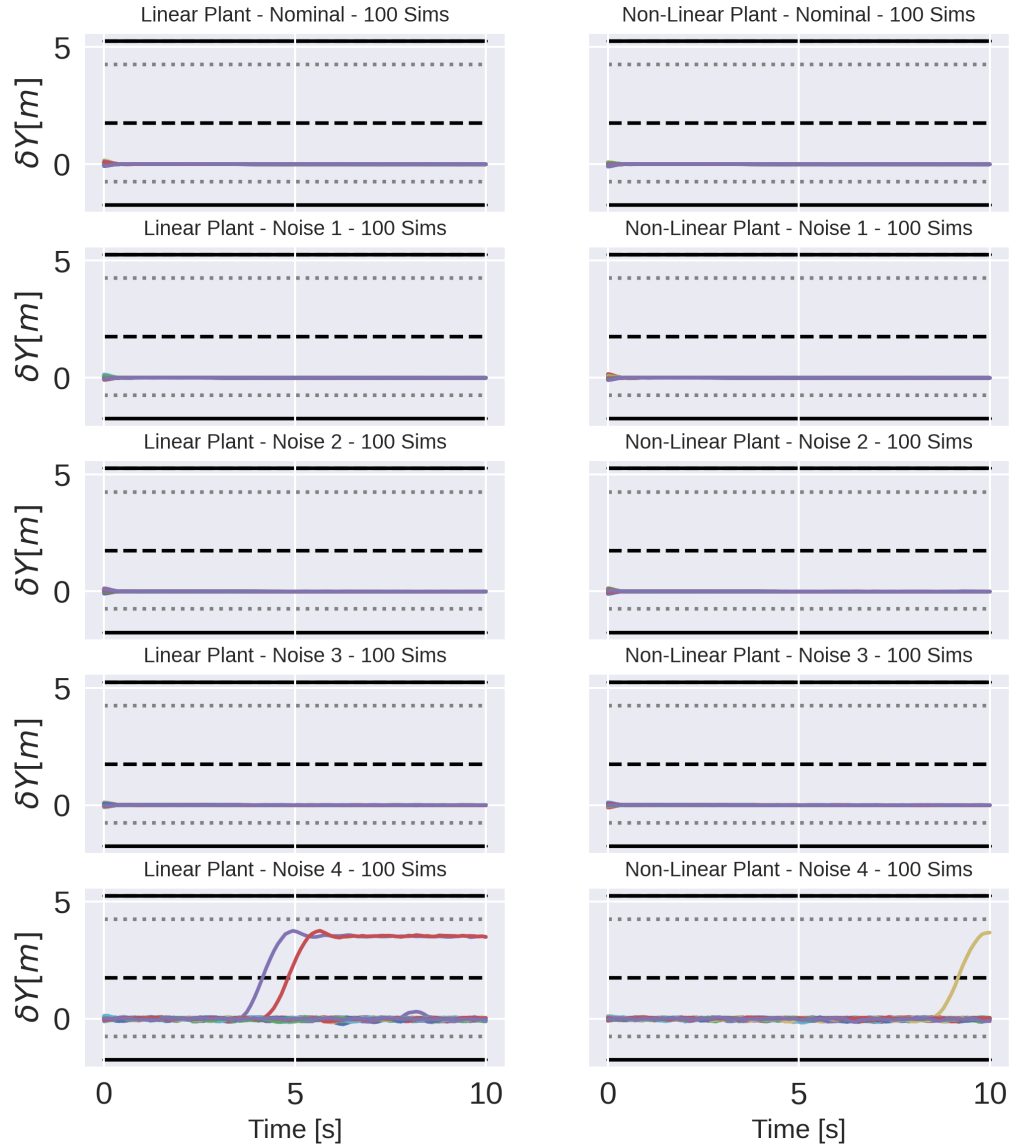 Linear Plant - Nominal - 100 Sims
Non-Linear Plant - Nominal - 100 Sims
5
0
δY[m]
Linear Plant - Noise 1 - 100 Sims
Non-Linear Plant - Noise 1 - 100 Sims
5
0
δY[m]
Linear Plant - Noise 2 - 100 Sims
Non-Linear Plant - Noise 2 - 100 Sims
5
0
δY[m]
Linear Plant - Noise 3 - 100 Sims
Non-Linear Plant - Noise 3 - 100 Sims
5
0
δY[m]
Linear Plant - Noise 4 - 100 Sims
Non-Linear Plant - Noise 4 - 100 Sims
5
0
δY[m]
0 5 10
0 5 10
Time [s]
Time [s]